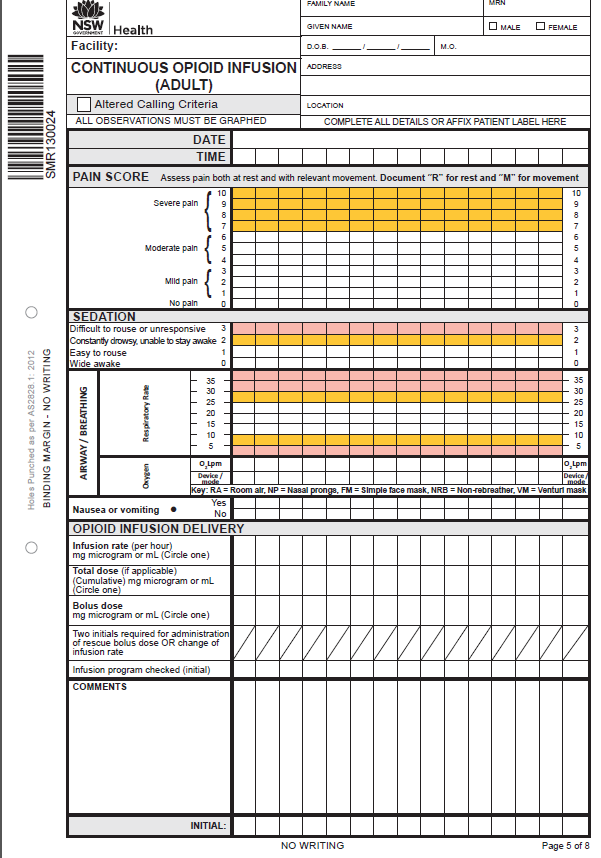 FAMILY NAME
MRN
NSW
GOVERNMENT
Health
GIVEN NAME
MALE
FEMALE
Facility:
D.O.B. _______ / _______ / _______
M.O.
CONTINUOUS OPIOID INFUSION
(ADULT)
ADDRESS
Altered Calling Criteria
LOCATION
ALL OBSERVATIONS MUST BE GRAPHED
COMPLETE ALL DETAILS OR AFFIX PATIENT LABEL HERE
SMR130024
Holes Punched as per AS2828.1: 2012
BINDING MARGIN - NO WRITING
DATE
TIME
PAIN SCORE Assess pain both at rest and with relevant movement. Document "R" for rest and "M" for movement
10 10
Severe pain 9 9
8 8
7 7
6 6
Moderate pain 5 5
4 4
3 3
Mild pain 2 2
1 1
No pain 0 0
SEDATION
Difficult to rouse or unresponsive 3 3
Constantly drowsy, unable to stay awake 2 2
Easy to rouse 1 1
Wide awake 0 0
AIRWAY / BREATHING
Respiratory Rate
35 35
30 30
25 25
20 20
15 15
10 10
5 5
Oxygen
O2Lpm O2Lpm
Device / Device /
mode mode
Key: RA = Room air, NP = Nasal prongs, FM = Simple face mask, NRB = Non-rebreather, VM = Venturi mask
Nausea or vomiting ● Yes
No
OPIOID INFUSION DELIVERY
Infusion rate (per hour)
mg microgram or mL (Circle one)
Total dose (if applicable)
(Cumulative) mg microgram or mL
(Circle one)
Bolus dose
mg microgram or mL (Circle one)
Two initials required for administration
of rescue bolus dose OR change of
infusion rate
Infusion program checked (initial)
COMMENTS
INITIAL:
NO WRITING
Page 5 of 8